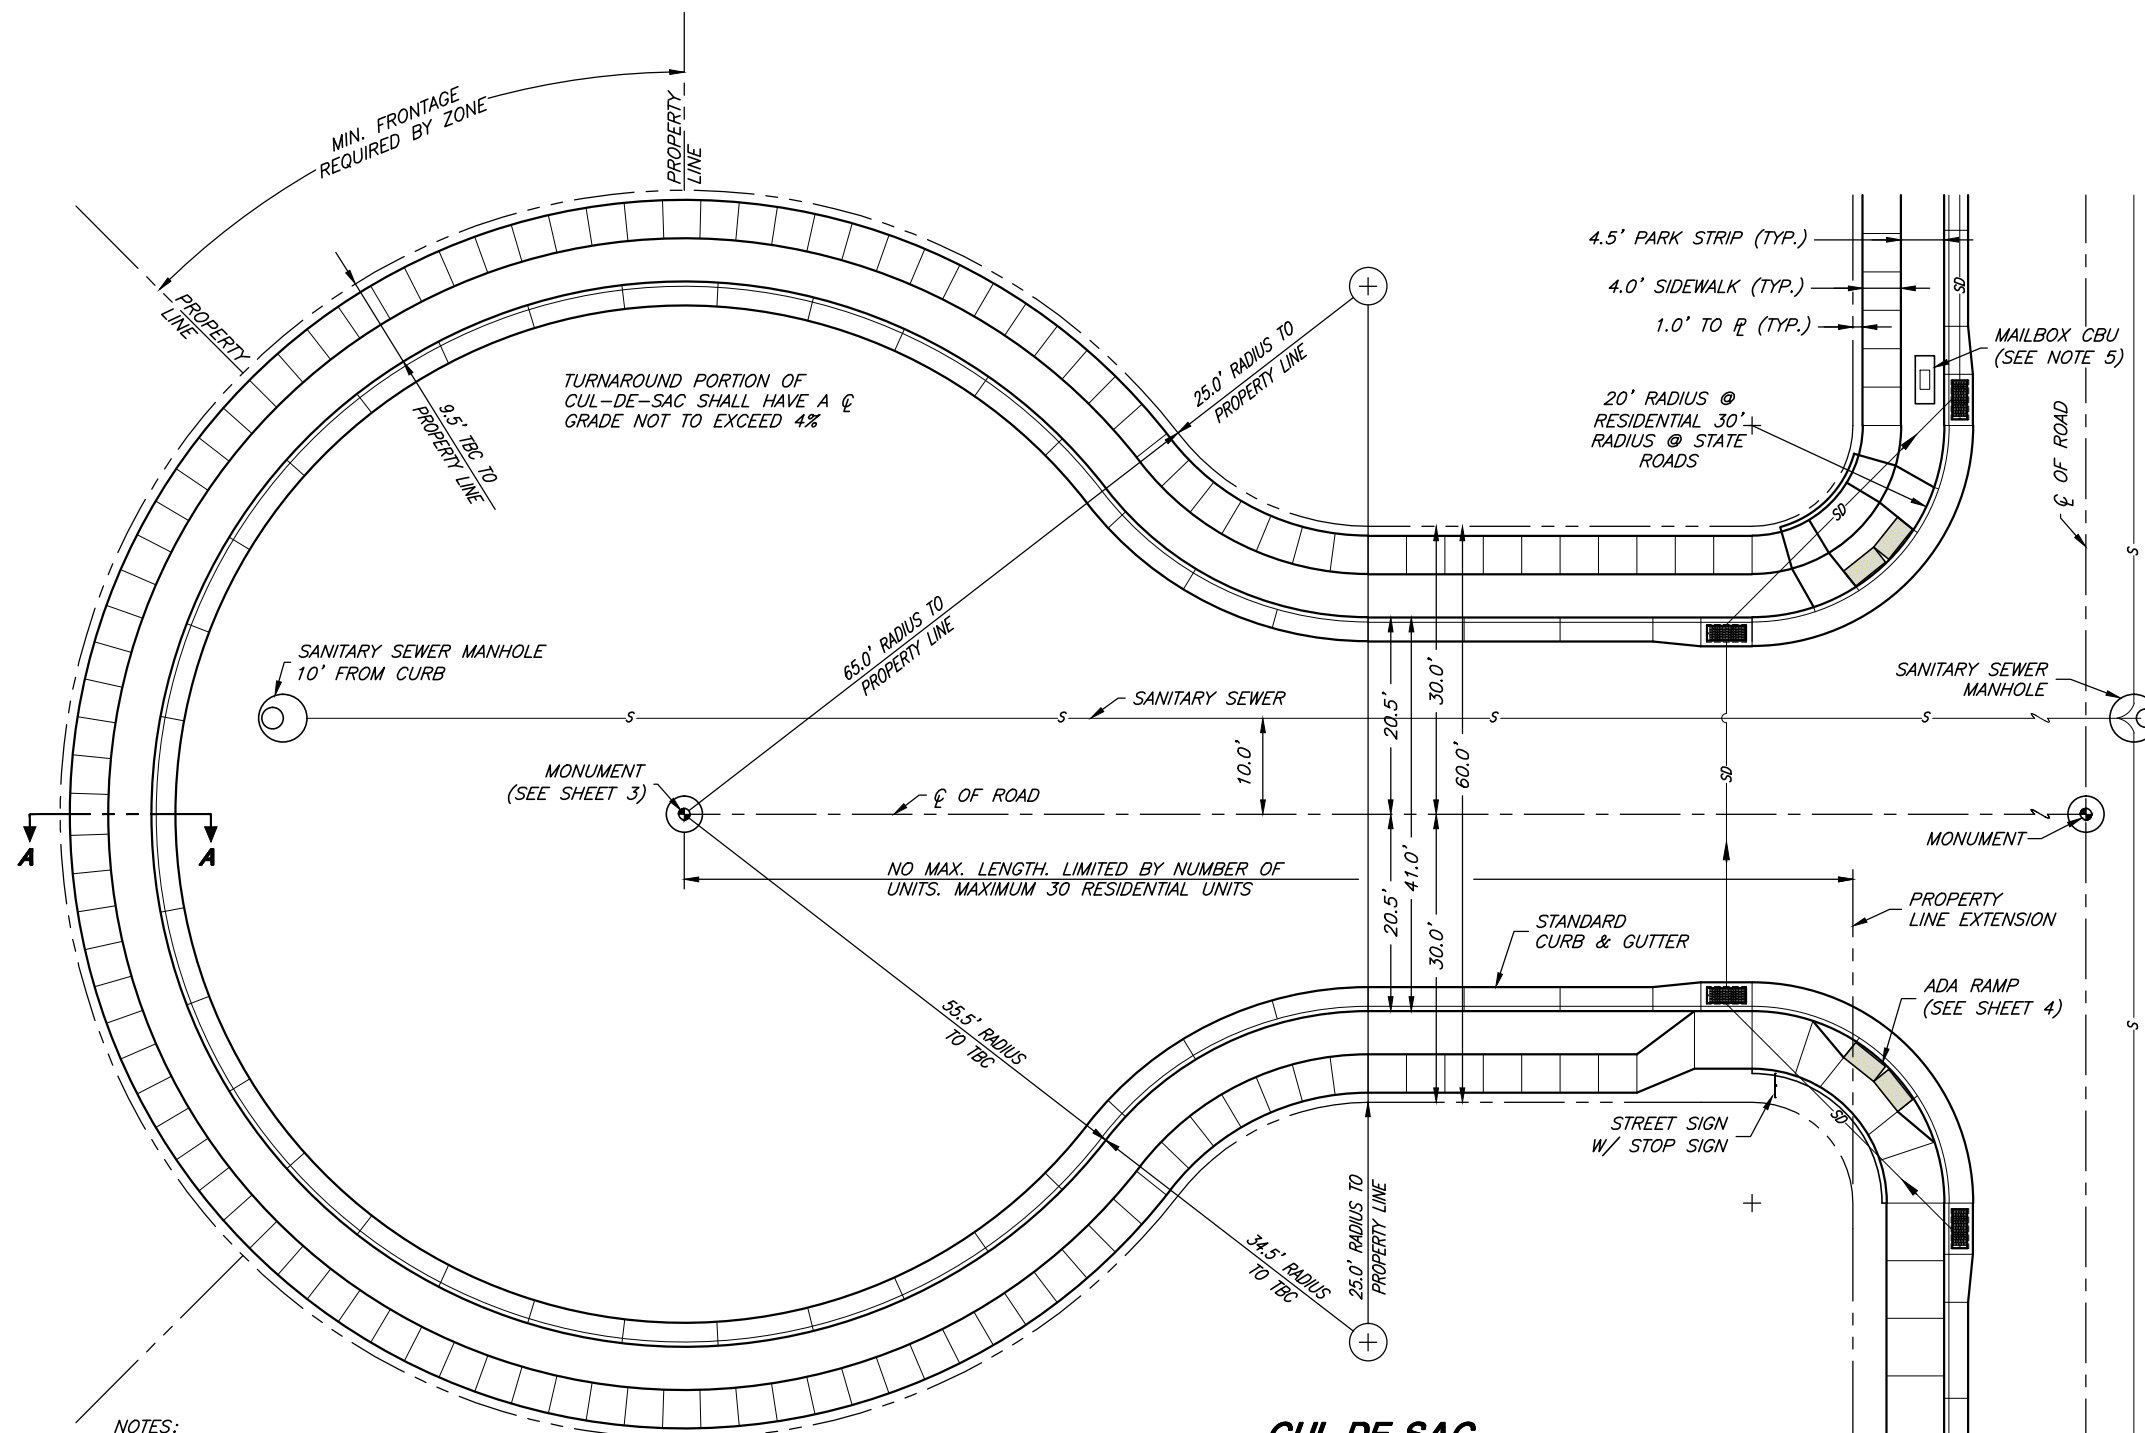 MIN. FRONTAGE
REQUIRED BY ZONE
PROPERTY
LINE
PROPERTY
LINE
4.5' PARK STRIP (TYP.)
4.0' SIDEWALK (TYP.)
1.0' TO ⅊ (TYP.)
SD
MAILBOX CBU
(SEE NOTE 5)
25.0' RADIUS TO
PROPERTY LINE
TURNAROUND PORTION OF
CUL-DE-SAC SHALL HAVE A ℄
GRADE NOT TO EXCEED 4%
9.5' TBC TO
PROPERTY LINE
20' RADIUS @
RESIDENTIAL 30'
RADIUS @ STATE
ROADS
℄ OF ROAD
SD
S
65.0' RADIUS TO
PROPERTY LINE
SANITARY SEWER MANHOLE
10' FROM CURB
SANITARY SEWER
SANITARY SEWER
MANHOLE
S
S
S
S
20.5'
30.0'
60.0'
10.0'
SD
MONUMENT
(SEE SHEET 3)
℄ OF ROAD
MONUMENT
A
A
NO MAX. LENGTH. LIMITED BY NUMBER OF
UNITS. MAXIMUM 30 RESIDENTIAL UNITS
20.5'
41.0'
30.0'
STANDARD
CURB & GUTTER
PROPERTY
LINE EXTENSION
ADA RAMP
(SEE SHEET 4)
S
55.5' RADIUS
TO TBC
SD
STREET SIGN
W/ STOP SIGN
25.0' RADIUS TO
PROPERTY LINE
34.5' RADIUS
TO TBC
NOTES:
CUL DE SAC